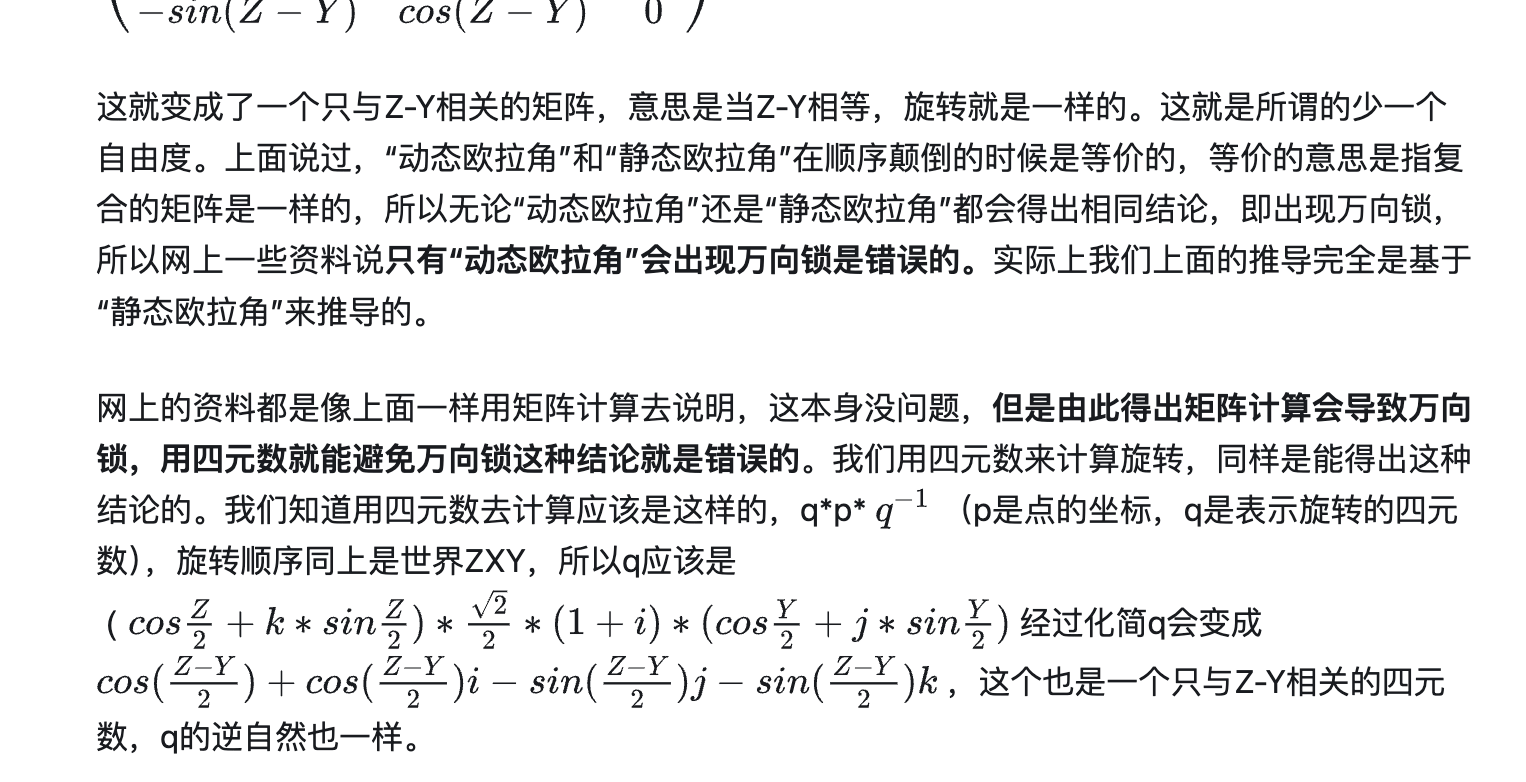 -sin(Z - Y) cos(Z - Y) 0
这就变成了一个只与Z-Y相关的矩阵，意思是当Z-Y相等，旋转就是一样的。这就是所谓的少一个
自由度。上面说过，“动态欧拉角”和“静态欧拉角”在顺序颠倒的时候是等价的，等价的意思是指复
合的矩阵是一样的，所以无论“动态欧拉角”还是“静态欧拉角”都会得出相同结论，即出现万向锁，
所以网上一些资料说只有“动态欧拉角”会出现万向锁是错误的。实际上我们上面的推导完全是基于
“静态欧拉角”来推导的。
网上的资料都是像上面一样用矩阵计算去说明，这本身没问题，但是由此得出矩阵计算会导致万向
锁，用四元数就能避免万向锁这种结论就是错误的。我们用四元数来计算旋转，同样是能得出这种
结论的。我们知道用四元数去计算应该是这样的，q*p* q^{-1} （p是点的坐标，q是表示旋转的四元
数），旋转顺序同上是世界ZXY，所以q应该是
（cos\frac{Z}{2} + k * sin\frac{Z}{2}) * \frac{\sqrt{2}}{2} * (1 + i) * (cos\frac{Y}{2} + j * sin\frac{Y}{2}) 经过化简q会变成
cos(\frac{Z-Y}{2}) + cos(\frac{Z-Y}{2})i - sin(\frac{Z-Y}{2})j - sin(\frac{Z-Y}{2})k ，这个也是一个只与Z-Y相关的四元
数，q的逆自然也一样。